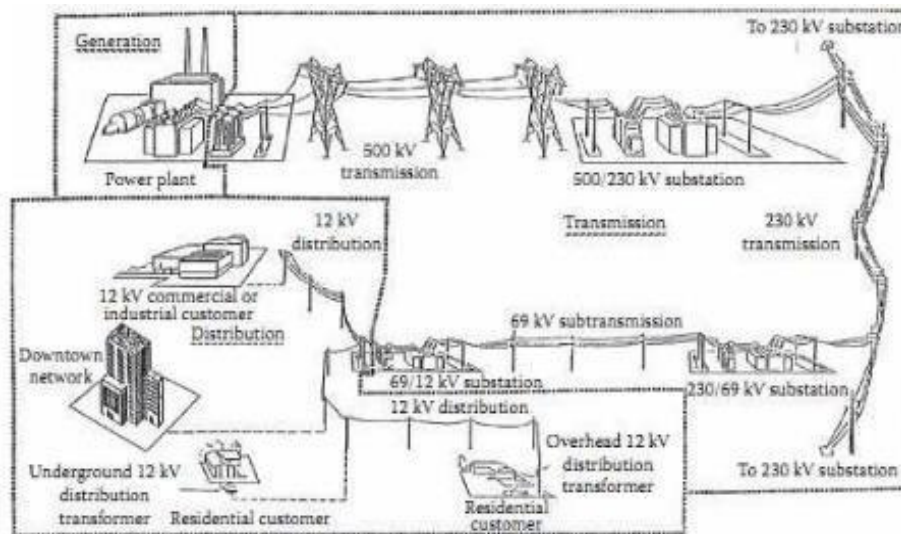 Generation
To 230 kV substation
500 kV
transmission
Power plant
500/230 kV substation
Transmission
230 kV
transmission
12 kV
distribution
12 kV commercial or
industrial customer
Distribution
69 kV subtransmission
Downtown
network
69/12 kV substation
230/69 kV substation
12 kV distribution
Overhead 12 kV
distribution
transformer
Underground 12 kV
distribution
transformer
Residential customer
Residential
customer
To 230 kV substation